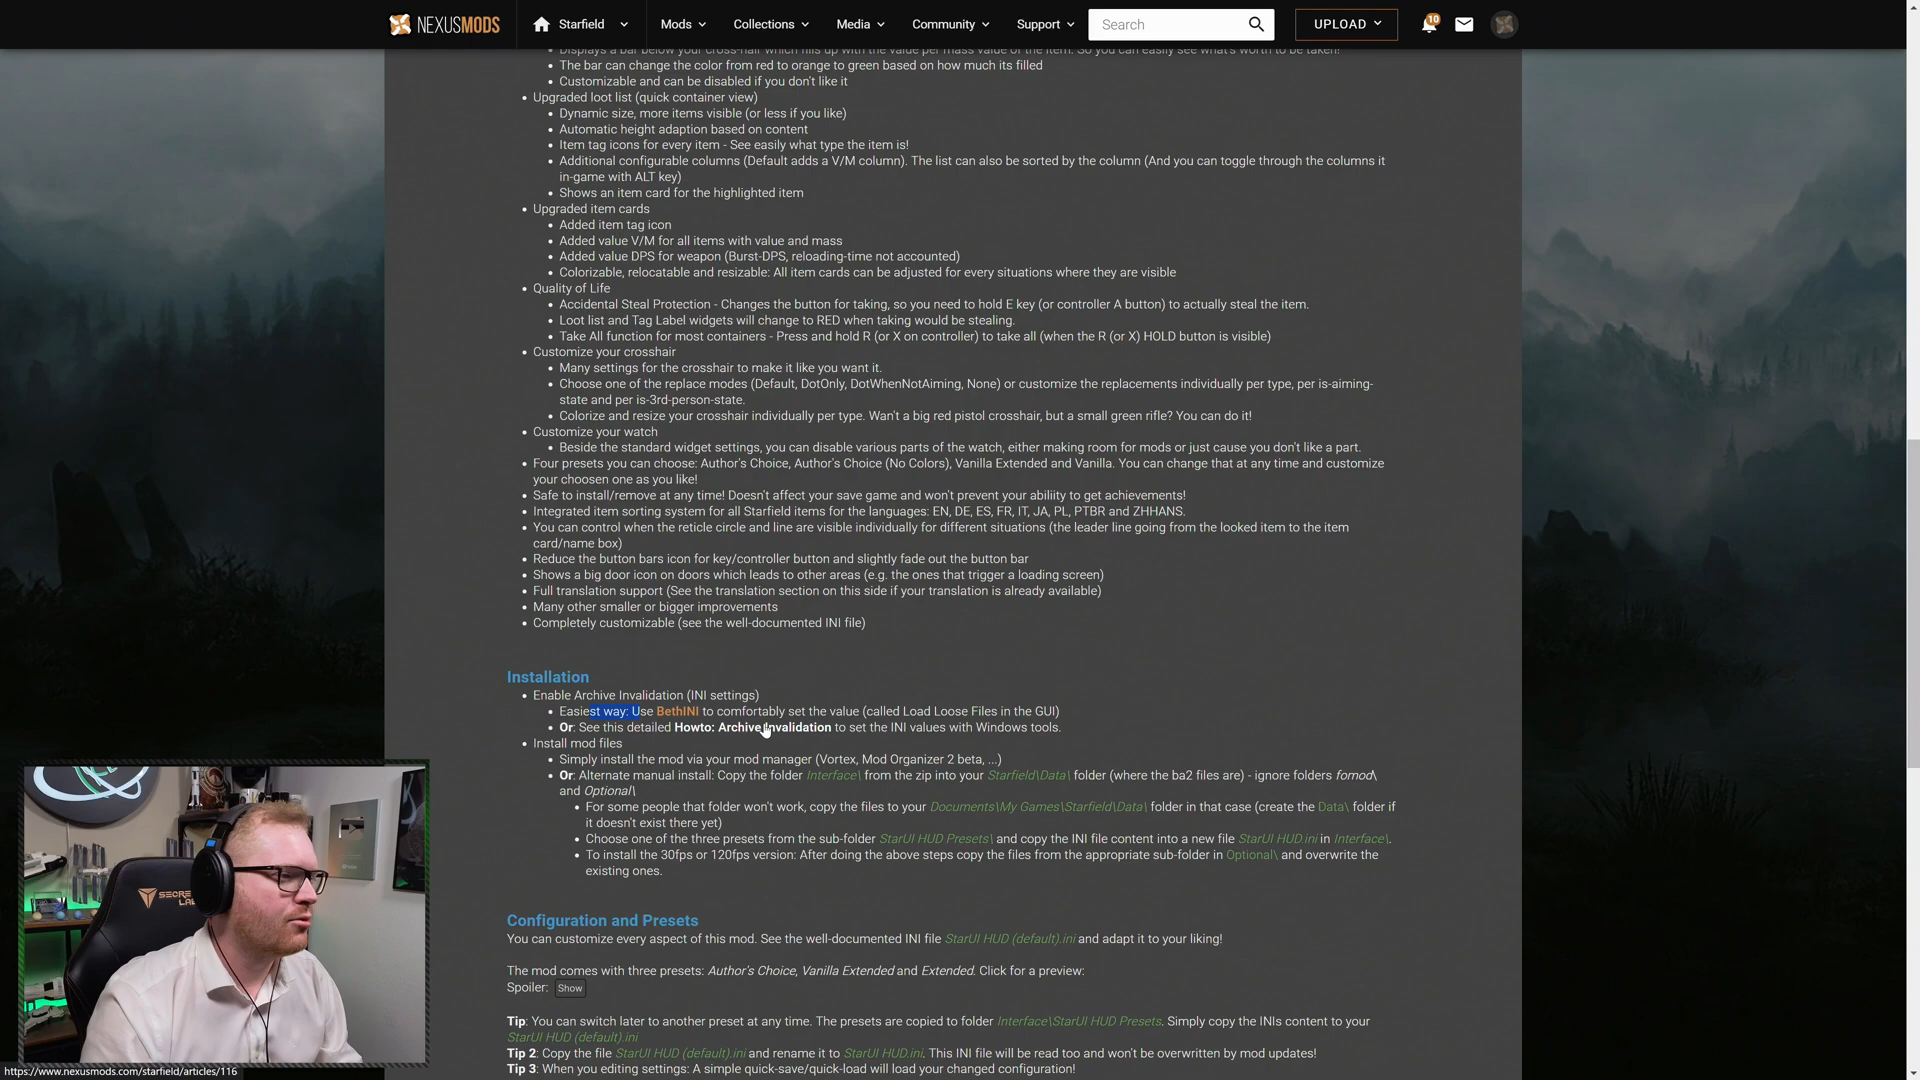 NEXUSMODS Starfield Mods Collections Media Community Support Search UPLOAD 10
Displays a bar below your cross-hair which fills up with the value per mass value of the item. So you can easily see what's worth to be taken!
The bar can change the color from red to orange to green based on how much its filled
Customizable and can be disabled if you don't like it
Upgraded loot list (quick container view)
Dynamic size, more items visible (or less if you like)
Automatic height adaption based on content
Item tag icons for every item - See easily what type the item is!
Additional configurable columns (Default adds a V/M column). The list can also be sorted by the column (And you can toggle through the columns it
in-game with ALT key)
Shows an item card for the highlighted item
Upgraded item cards
Added item tag icon
Added value V/M for all items with value and mass
Added value DPS for weapon (Burst-DPS, reloading-time not accounted)
Colorizable, relocatable and resizable: All item cards can be adjusted for every situations where they are visible
Quality of Life
Accidental Steal Protection - Changes the button for taking, so you need to hold E key (or controller A button) to actually steal the item.
Loot list and Tag Label widgets will change to RED when taking would be stealing.
Take All function for most containers - Press and hold R (or X on controller) to take all (when the R (or X) HOLD button is visible)
Customize your crosshair
Many settings for the crosshair to make it like you want it.
Choose one of the replace modes (Default, DotOnly, DotWhenNotAiming, None) or customize the replacements individually per type, per is-aiming-
state and per is-3rd-person-state.
Colorize and resize your crosshair individually per type. Wan't a big red pistol crosshair, but a small green rifle? You can do it!
Customize your watch
Beside the standard widget settings, you can disable various parts of the watch, either making room for mods or just cause you don't like a part.
Four presets you can choose: Author's Choice, Author's Choice (No Colors), Vanilla Extended and Vanilla. You can change that at any time and customize
your choosen one as you like!
Safe to install/remove at any time! Doesn't affect your save game and won't prevent your abiliity to get achievements!
Integrated item sorting system for all Starfield items for the languages: EN, DE, ES, FR, IT, JA, PL, PTBR and ZHHANS.
You can control when the reticle circle and line are visible individually for different situations (the leader line going from the looked item to the item
card/name box)
Reduce the button bars icon for key/controller button and slightly fade out the button bar
Shows a big door icon on doors which leads to other areas (e.g. the ones that trigger a loading screen)
Full translation support (See the translation section on this side if your translation is already available)
Many other smaller or bigger improvements
Completely customizable (see the well-documented INI file)
Installation
Enable Archive Invalidation (INI settings)
Easiest way: Use BethINI to comfortably set the value (called Load Loose Files in the GUI)
Or: See this detailed Howto: Archive Invalidation to set the INI values with Windows tools.
Install mod files
Simply install the mod via your mod manager (Vortex, Mod Organizer 2 beta, ...)
Or: Alternate manual install: Copy the folder Interface\ from the zip into your Starfield\Data\ folder (where the ba2 files are) - ignore folders fomod\
and Optional\
For some people that folder won't work, copy the files to your Documents\My Games\Starfield\Data\ folder in that case (create the Data\ folder if
it doesn't exist there yet)
Choose one of the three presets from the sub-folder StarUI HUD Presets\ and copy the INI file content into a new file StarUI HUD.ini in Interface\.
To install the 30fps or 120fps version: After doing the above steps copy the files from the appropriate sub-folder in Optional\ and overwrite the
existing ones.
Configuration and Presets
You can customize every aspect of this mod. See the well-documented INI file StarUI HUD (default).ini and adapt it to your liking!
The mod comes with three presets: Author's Choice, Vanilla Extended and Extended. Click for a preview:
Spoiler: Show
Tip: You can switch later to another preset at any time. The presets are copied to folder Interface\StarUI HUD Presets. Simply copy the INIs content to your
StarUI HUD (default).ini
Tip 2: Copy the file StarUI HUD (default).ini and rename it to StarUI HUD.ini. This INI file will be read too and won't be overwritten by mod updates!
Tip 3: When you editing settings: A simple quick-save/quick-load will load your changed configuration!
https://www.nexusmods.com/starfield/articles/116